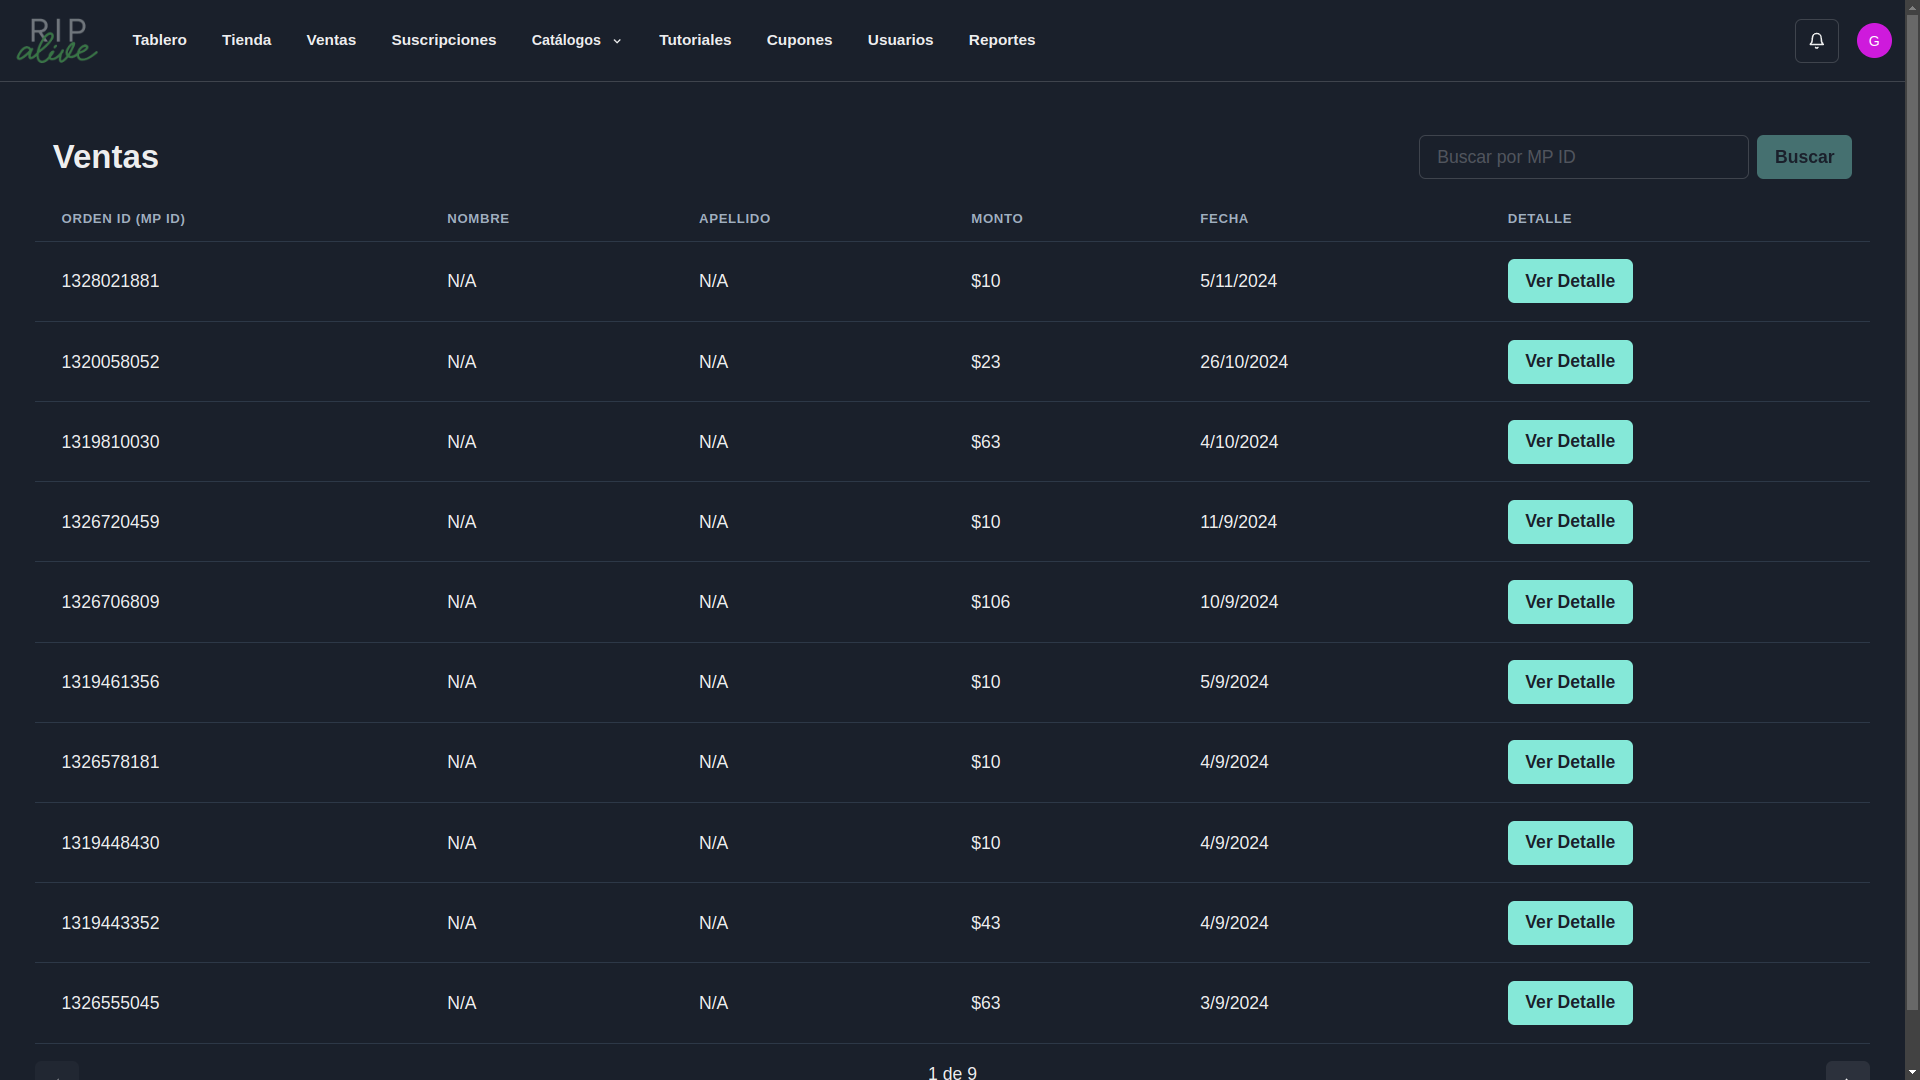 RIP
alive
Tablero Tienda Ventas Suscripciones Catálogos Tutoriales Cupones Usuarios Reportes G
Ventas Buscar por MP ID Buscar
ORDEN ID (MP ID) NOMBRE APELLIDO MONTO FECHA DETALLE
1328021881 N/A N/A $10 5/11/2024 Ver Detalle
1320058052 N/A N/A $23 26/10/2024 Ver Detalle
1319810030 N/A N/A $63 4/10/2024 Ver Detalle
1326720459 N/A N/A $10 11/9/2024 Ver Detalle
1326706809 N/A N/A $106 10/9/2024 Ver Detalle
1319461356 N/A N/A $10 5/9/2024 Ver Detalle
1326578181 N/A N/A $10 4/9/2024 Ver Detalle
1319448430 N/A N/A $10 4/9/2024 Ver Detalle
1319443352 N/A N/A $43 4/9/2024 Ver Detalle
1326555045 N/A N/A $63 3/9/2024 Ver Detalle
1 de 9